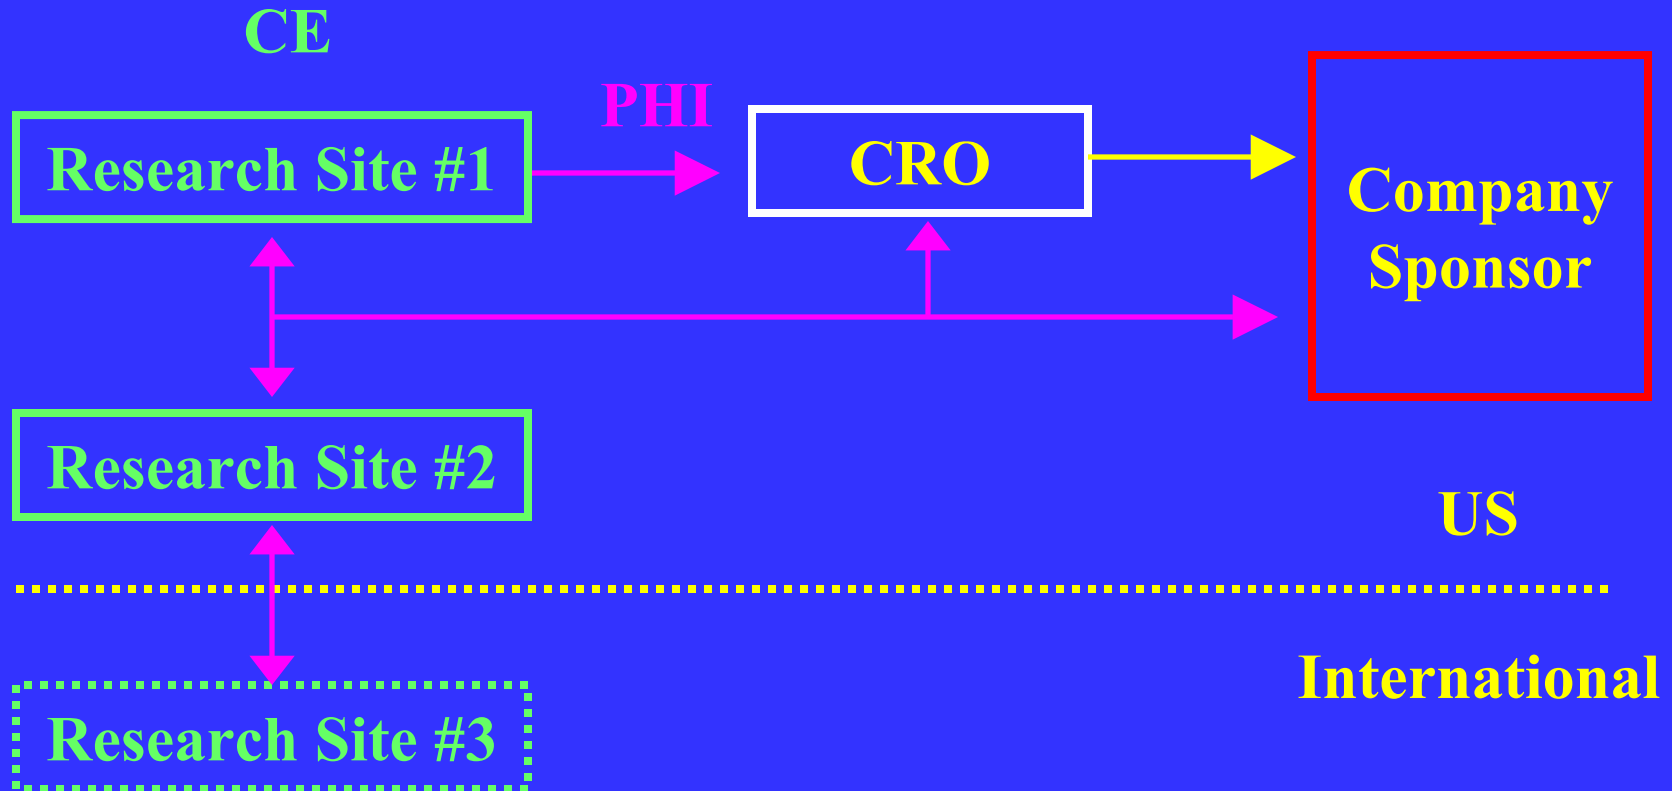 CE
PHI
Research Site #1
CRO
Company
Sponsor
Research Site #2
US
International
Research Site #3